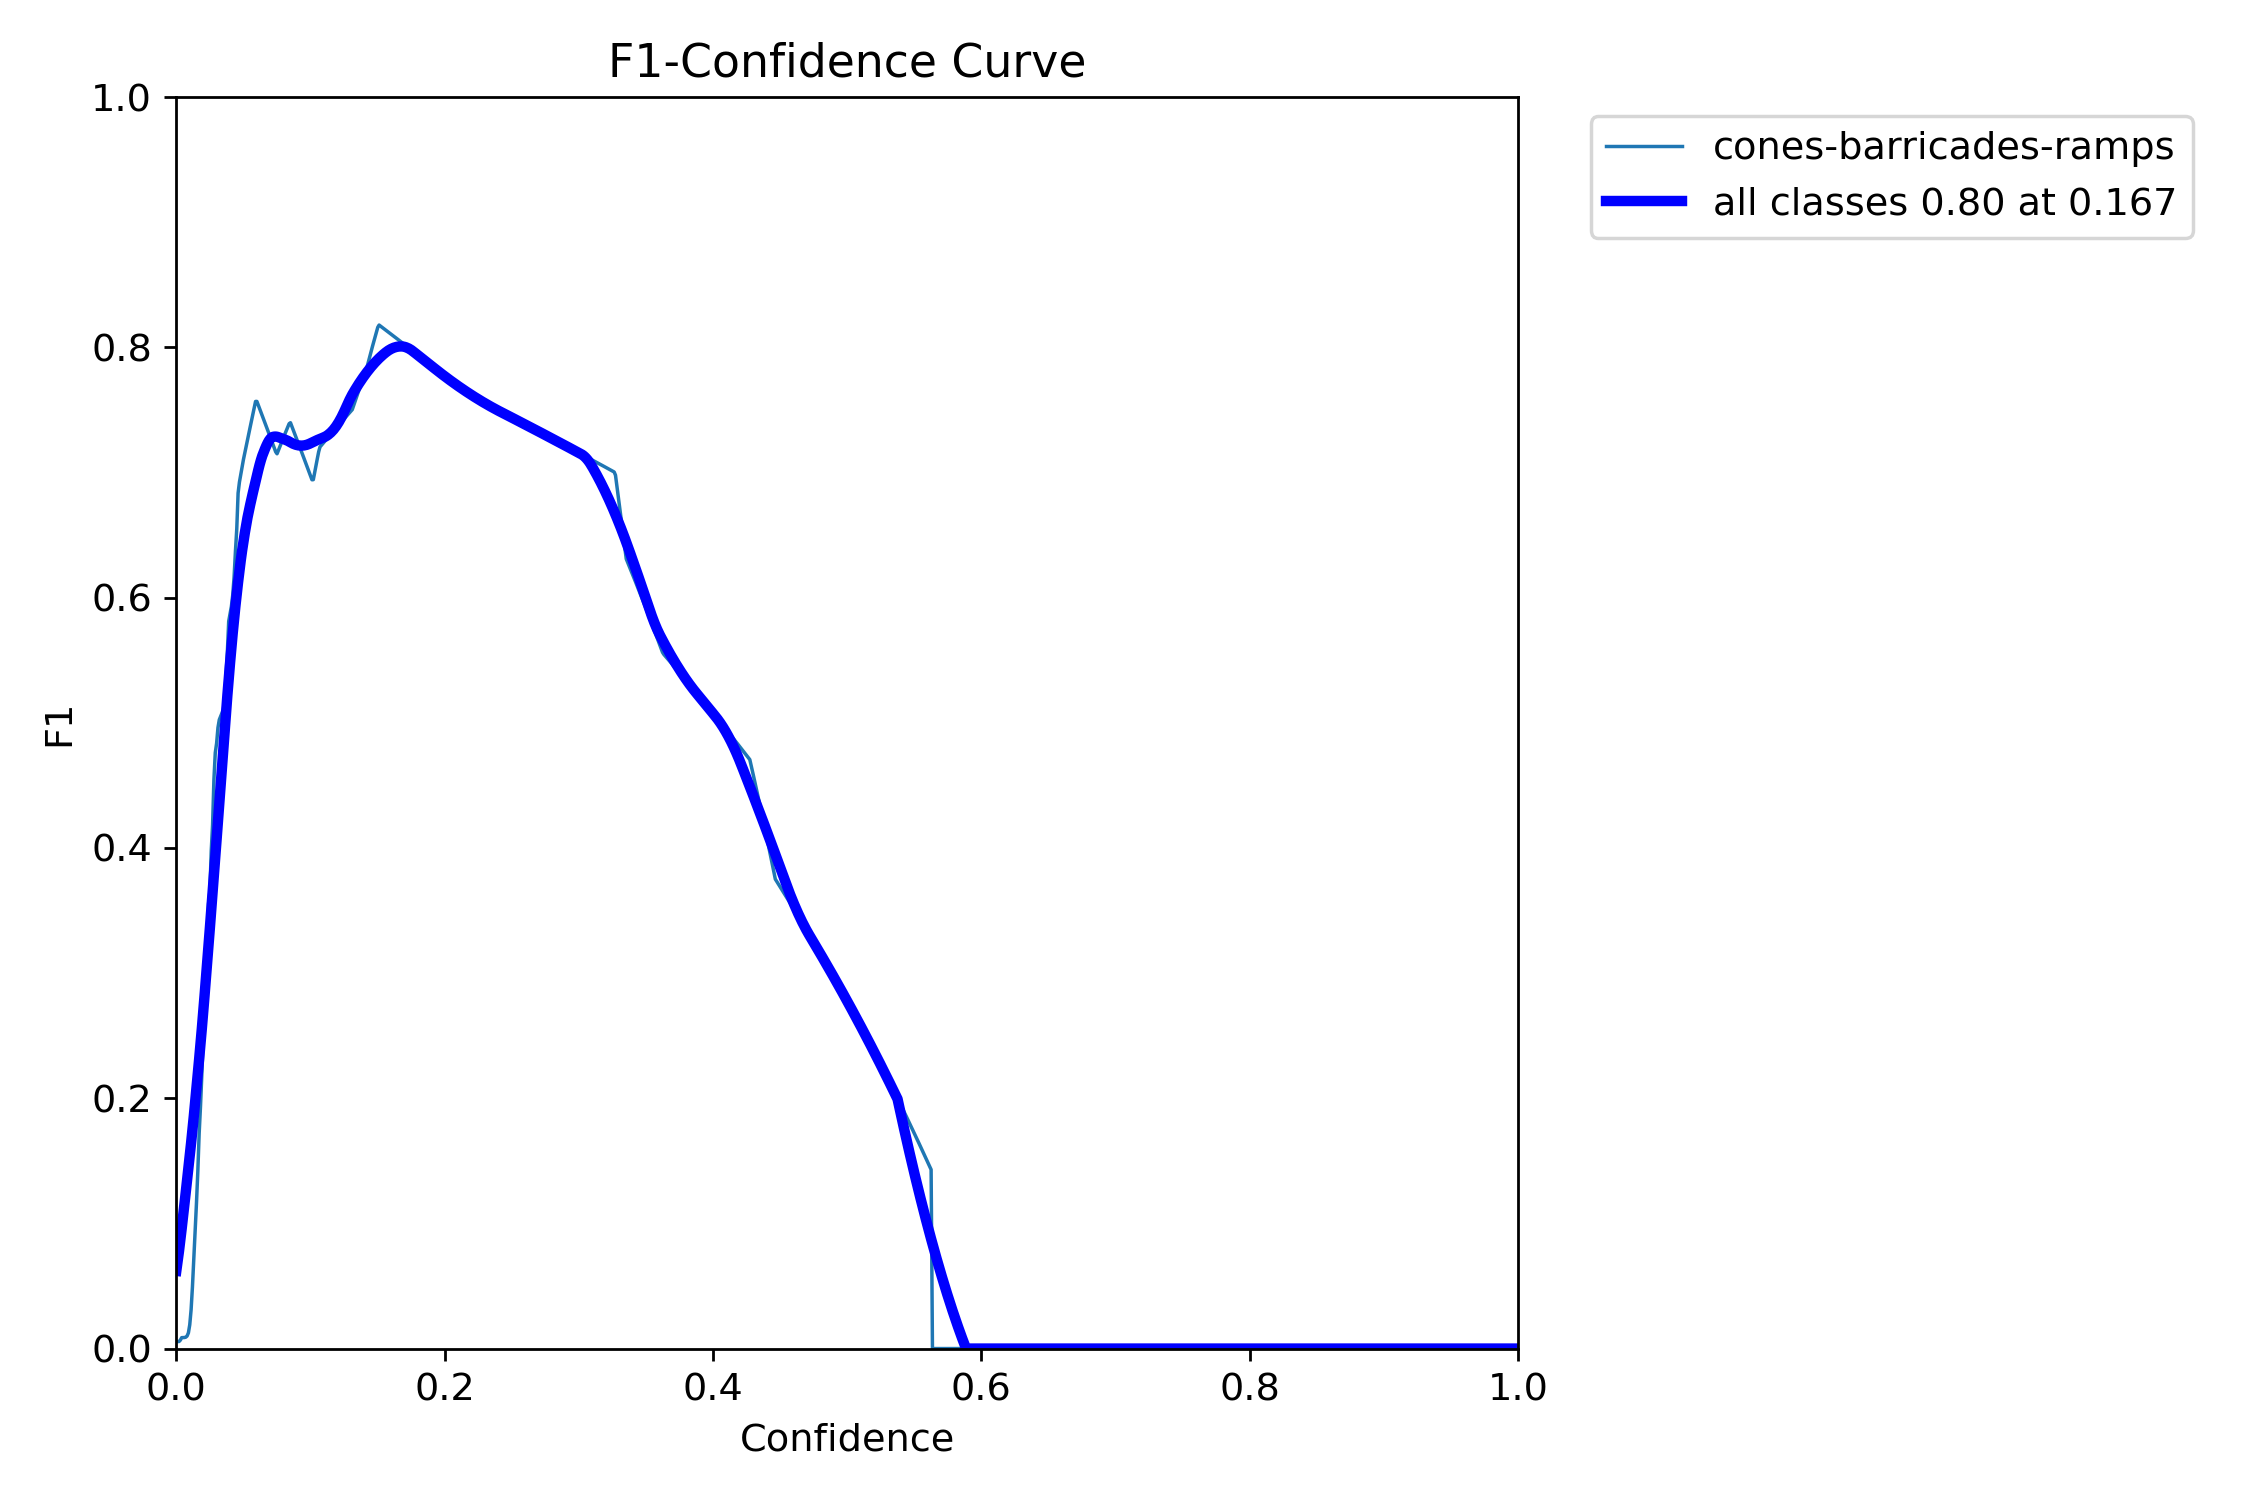 F1-Confidence Curve
cones-barricades-ramps
all classes 0.80 at 0.167
F1
1.0
0.8
0.6
0.4
0.2
0.0
0.0 0.2 0.4 0.6 0.8 1.0
Confidence